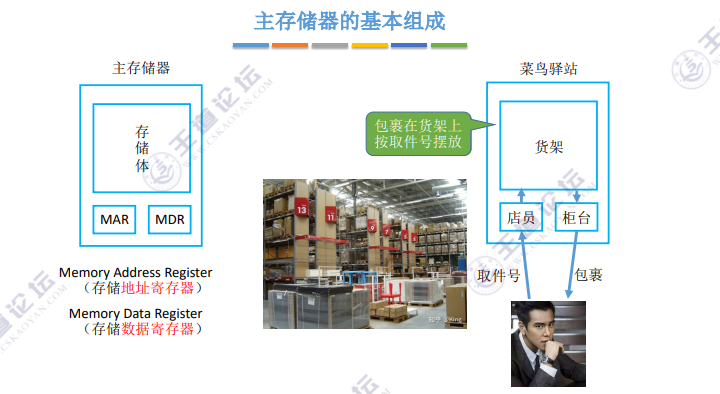 主存储器的基本组成
主存储器
存
储
体
MAR
MDR
Memory Address Register
（存储地址寄存器）
Memory Data Register
（存储数据寄存器）
13
11
9
7
包裹在货架上
按取件号摆放
菜鸟驿站
货架
店员
柜台
取件号
包裹
王道论坛
WWW.CSKAOYAN.COM